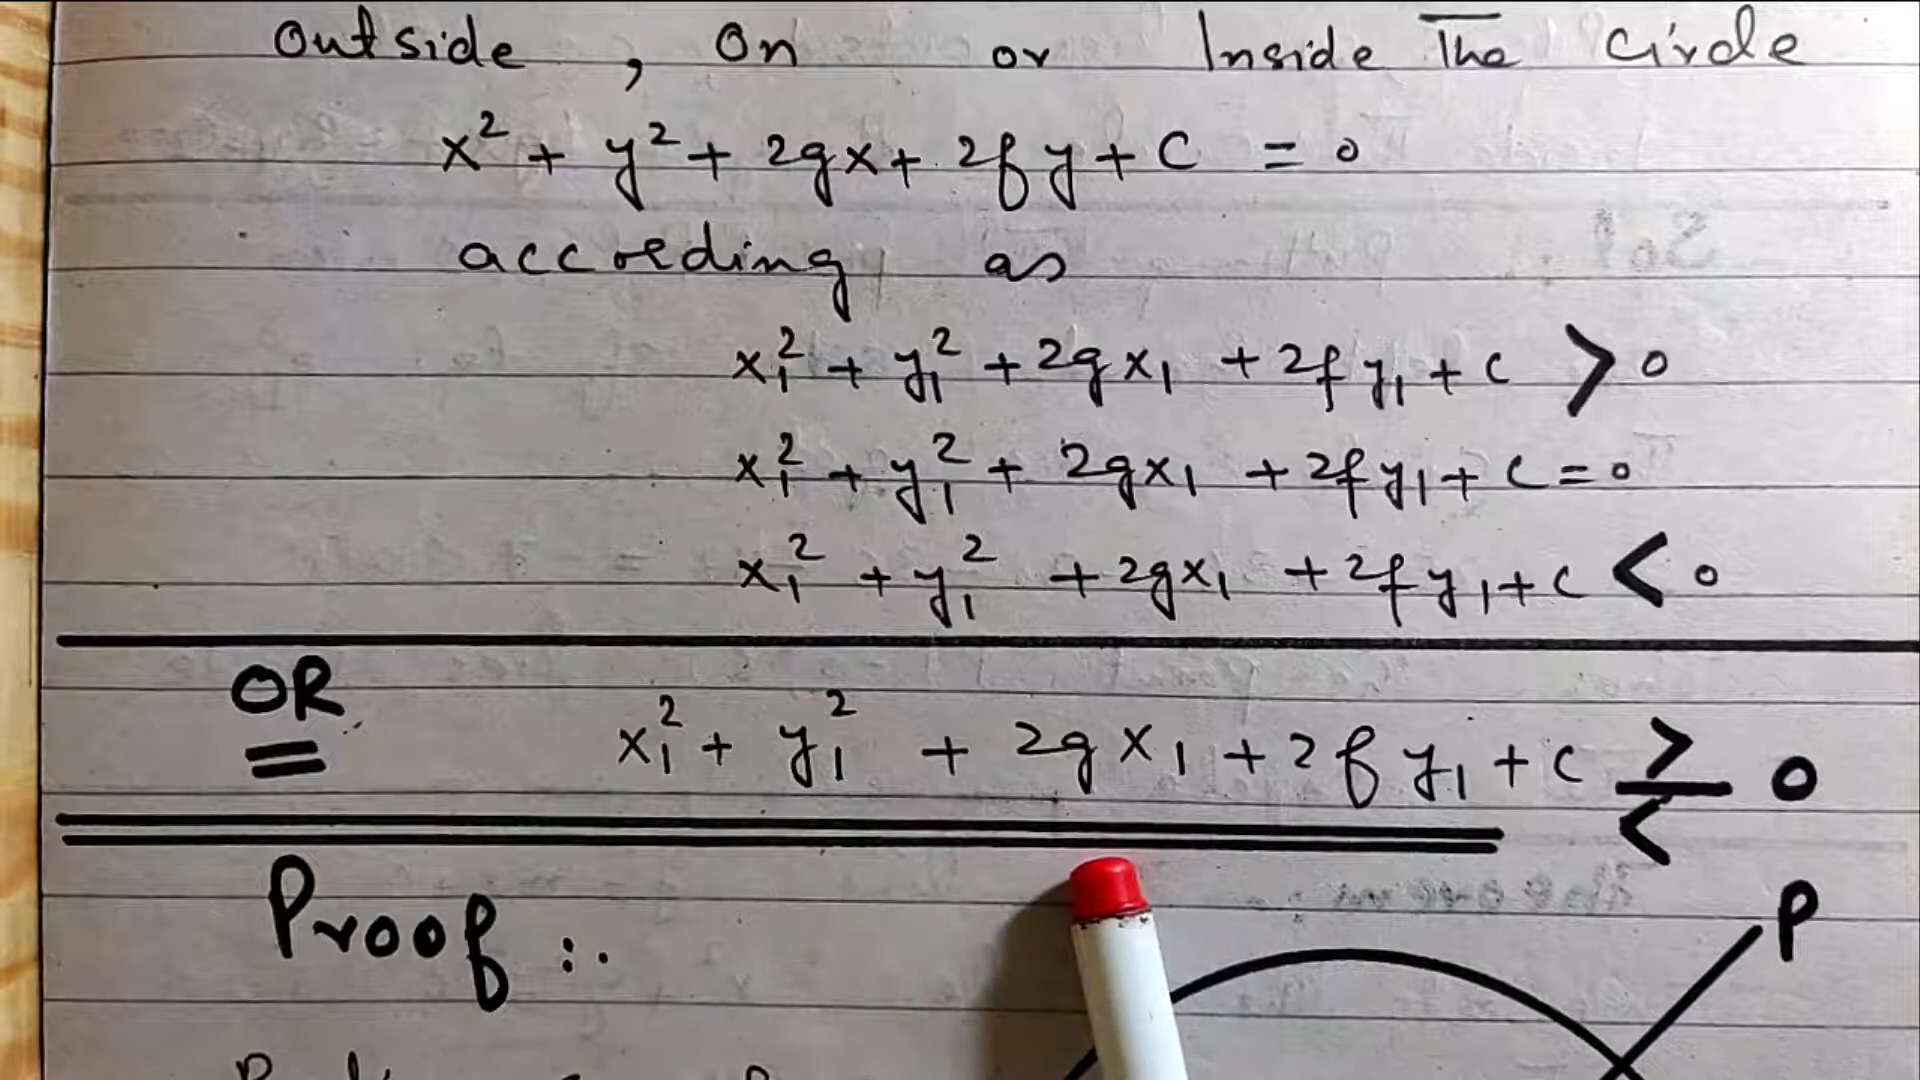 outside, on or Inside The circle
x² + y² + 2gx + 2fy + C = 0
according as
x₁² + y₁² + 2gx₁ + 2fy₁ + c > 0
x₁² + y₁² + 2gx₁ + 2fy₁ + c = 0
x₁² + y₁² + 2gx₁ + 2fy₁ + c < 0
OR x₁² + y₁² + 2gx₁ + 2fy₁ + c ⪌ 0
Proof :.
P